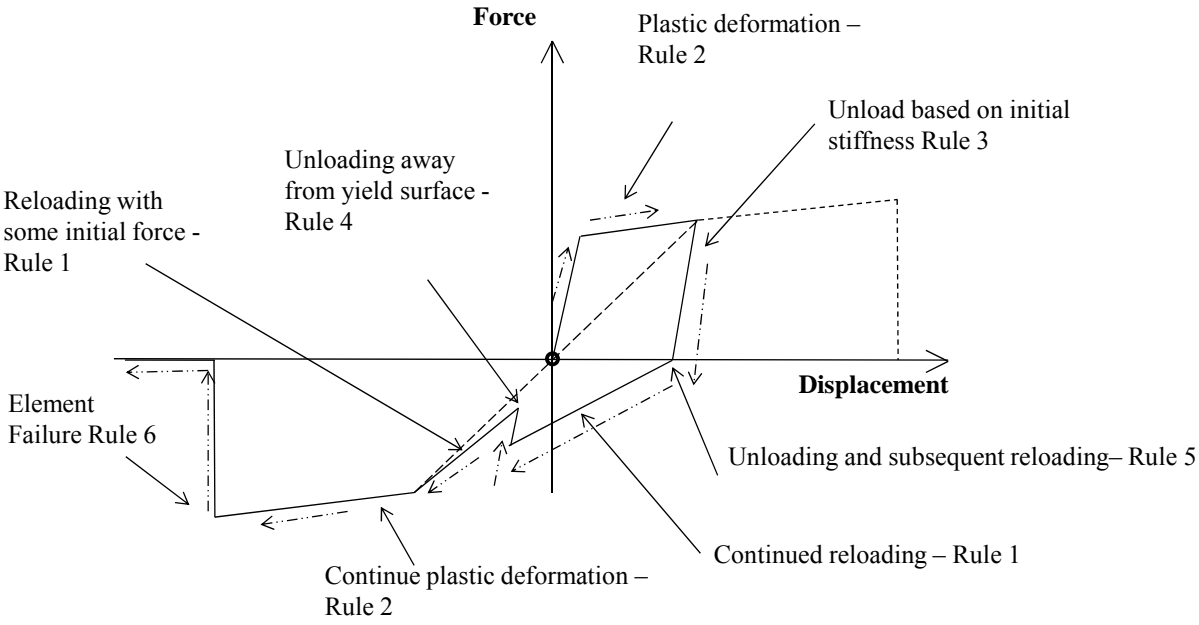 Force
Plastic deformation –
Rule 2
Unload based on initial
stiffness Rule 3
Unloading away
from yield surface -
Rule 4
Reloading with
some initial force -
Rule 1
Displacement
Element
Failure Rule 6
Unloading and subsequent reloading– Rule 5
Continued reloading – Rule 1
Continue plastic deformation –
Rule 2